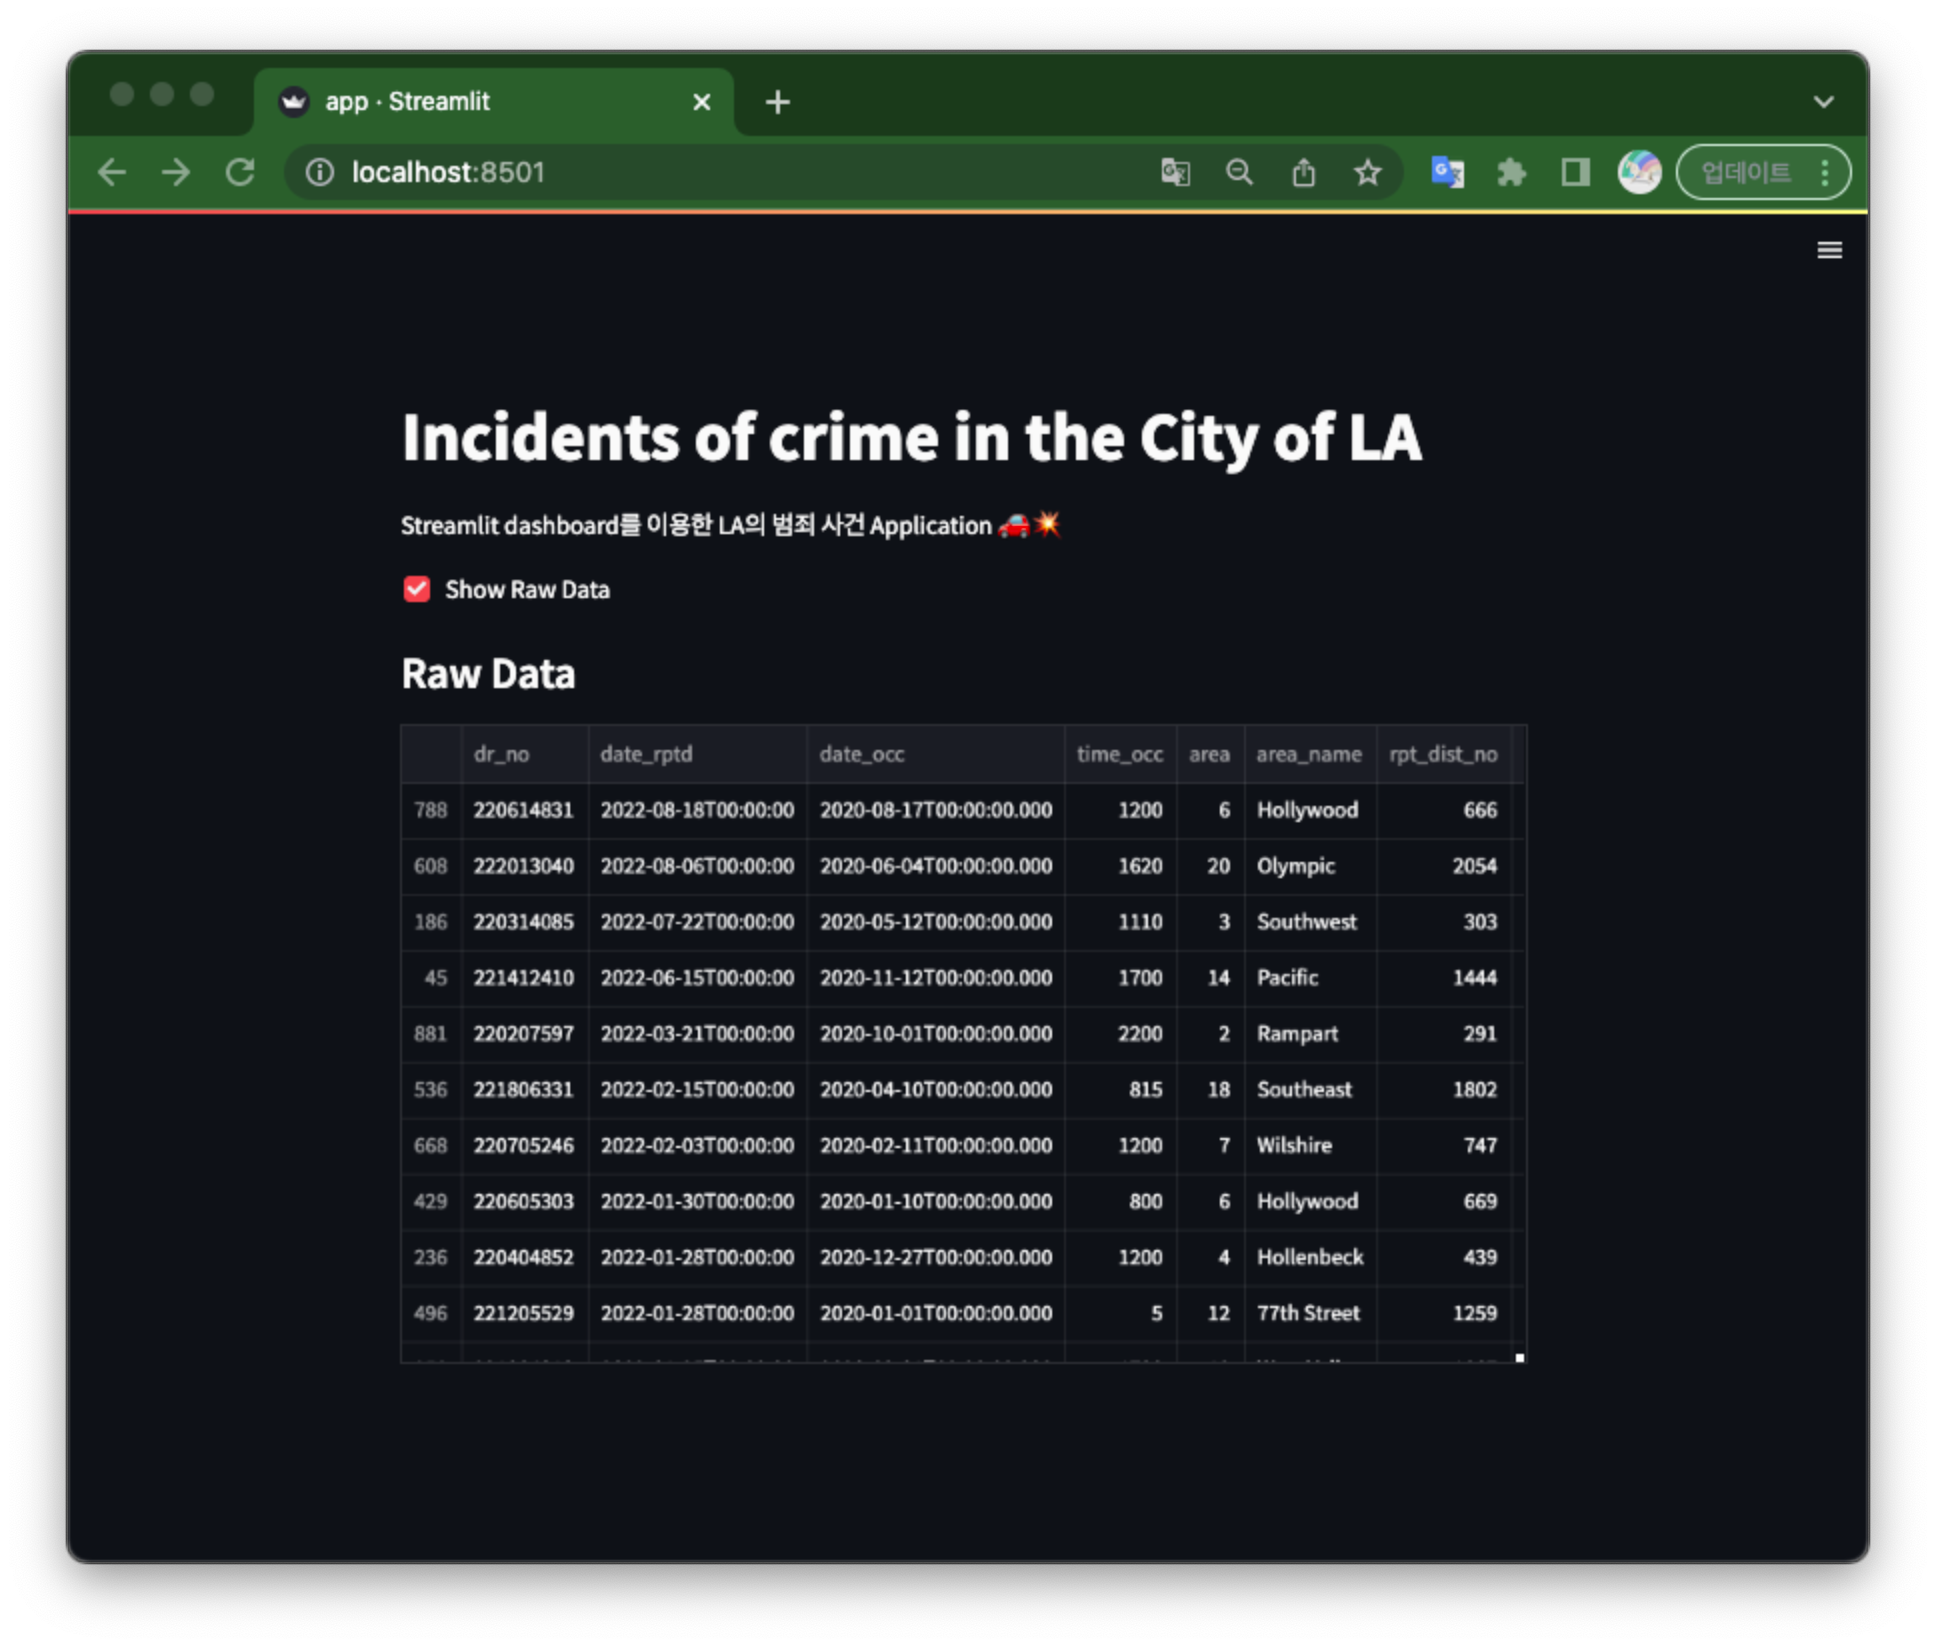 app · Streamlit
localhost:8501
업데이트
Incidents of crime in the City of LA
Streamlit dashboard를 이용한 LA의 범죄 사건 Application 🚗💥
Show Raw Data
Raw Data
dr_no date_rptd date_occ time_occ area area_name rpt_dist_no
788 220614831 2022-08-18T00:00:00 2020-08-17T00:00:00.000 1200 6 Hollywood 666
608 222013040 2022-08-06T00:00:00 2020-06-04T00:00:00.000 1620 20 Olympic 2054
186 220314085 2022-07-22T00:00:00 2020-05-12T00:00:00.000 1110 3 Southwest 303
45 221412410 2022-06-15T00:00:00 2020-11-12T00:00:00.000 1700 14 Pacific 1444
881 220207597 2022-03-21T00:00:00 2020-10-01T00:00:00.000 2200 2 Rampart 291
536 221806331 2022-02-15T00:00:00 2020-04-10T00:00:00.000 815 18 Southeast 1802
668 220705246 2022-02-03T00:00:00 2020-02-11T00:00:00.000 1200 7 Wilshire 747
429 220605303 2022-01-30T00:00:00 2020-01-10T00:00:00.000 800 6 Hollywood 669
236 220404852 2022-01-28T00:00:00 2020-12-27T00:00:00.000 1200 4 Hollenbeck 439
496 221205529 2022-01-28T00:00:00 2020-01-01T00:00:00.000 5 12 77th Street 1259